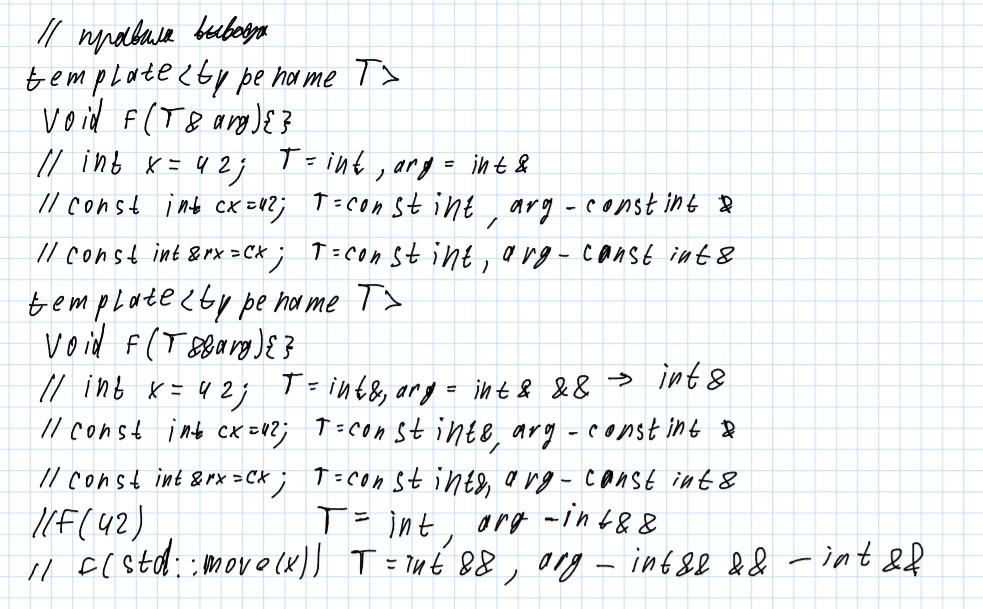 // правила вывода
template<typename T>
void F(T& arg){}
// int x = 42; T = int, arg = int &
// const int cx=42; T=const int, arg - const int &
// const int &rx=cx; T=const int, arg - const int&
template<typename T>
void F(T&&arg){}
// int x = 42; T = int&, arg = int & && → int &
// const int cx=42; T=const int&, arg - const int &
// const int &rx=cx; T=const int&, arg - const int &
//F(42) T = int, arg - int &&
// F(std::move(x)) T = int &&, arg - int&& && - int &&